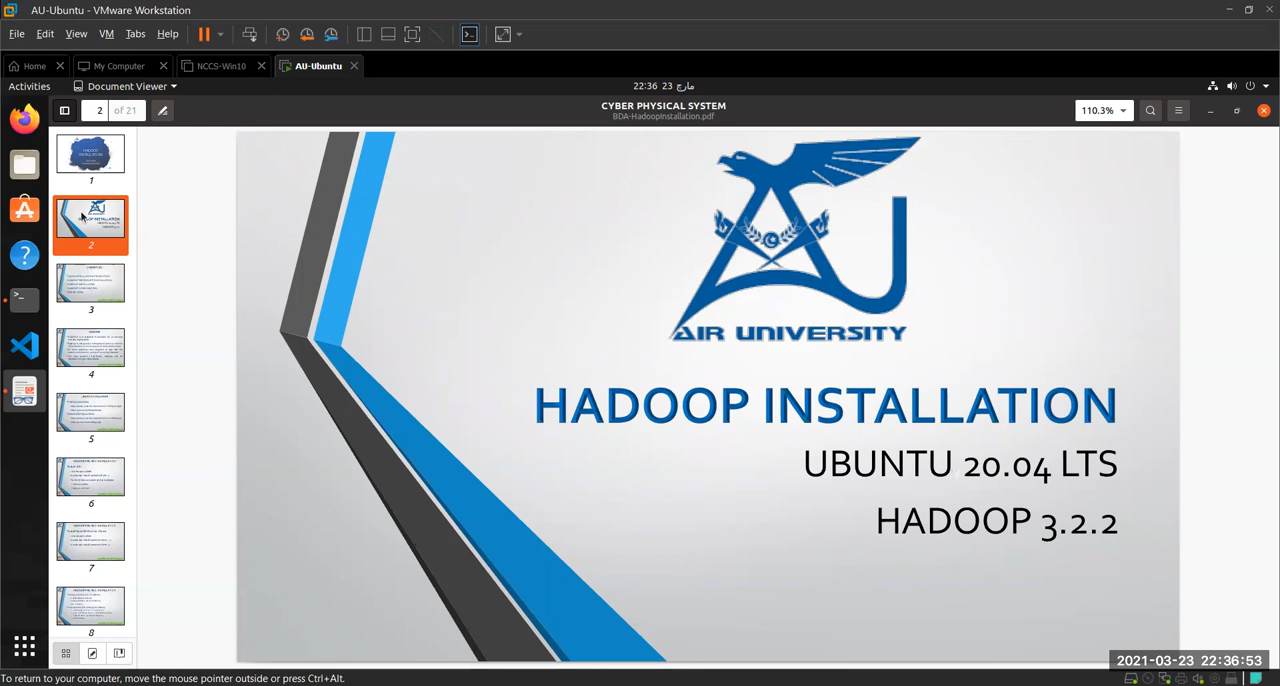 AU-Ubuntu - VMware Workstation
File Edit View VM Tabs Help
Home My Computer NCCS-Win10 AU-Ubuntu
Activities Document Viewer 22:36 23 مارچ
2 of 21 CYBER PHYSICAL SYSTEM 110.3%
BDA-HadoopInstallation.pdf
1
2
3
4
5
6
7
8
AIR UNIVERSITY
HADOOP INSTALLATION
UBUNTU 20.04 LTS
HADOOP 3.2.2
2021-03-23 22:36:53
To return to your computer, move the mouse pointer outside or press Ctrl+Alt.